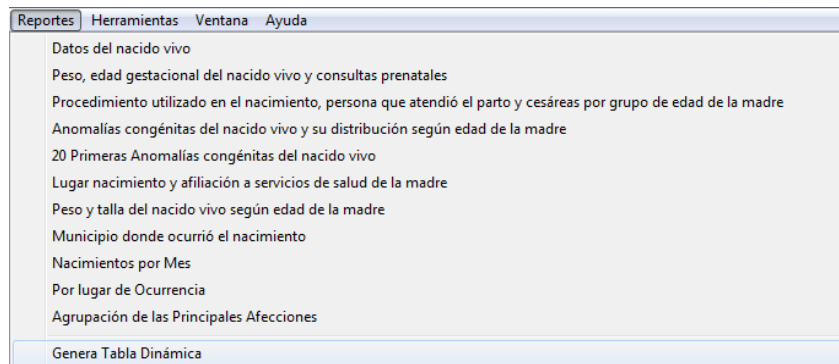 Reportes Herramientas Ventana Ayuda
Datos del nacido vivo
Peso, edad gestacional del nacido vivo y consultas prenatales
Procedimiento utilizado en el nacimiento, persona que atendió el parto y cesáreas por grupo de edad de la madre
Anomalías congénitas del nacido vivo y su distribución según edad de la madre
20 Primeras Anomalías congénitas del nacido vivo
Lugar nacimiento y afiliación a servicios de salud de la madre
Peso y talla del nacido vivo según edad de la madre
Municipio donde ocurrió el nacimiento
Nacimientos por Mes
Por lugar de Ocurrencia
Agrupación de las Principales Afecciones
Genera Tabla Dinámica